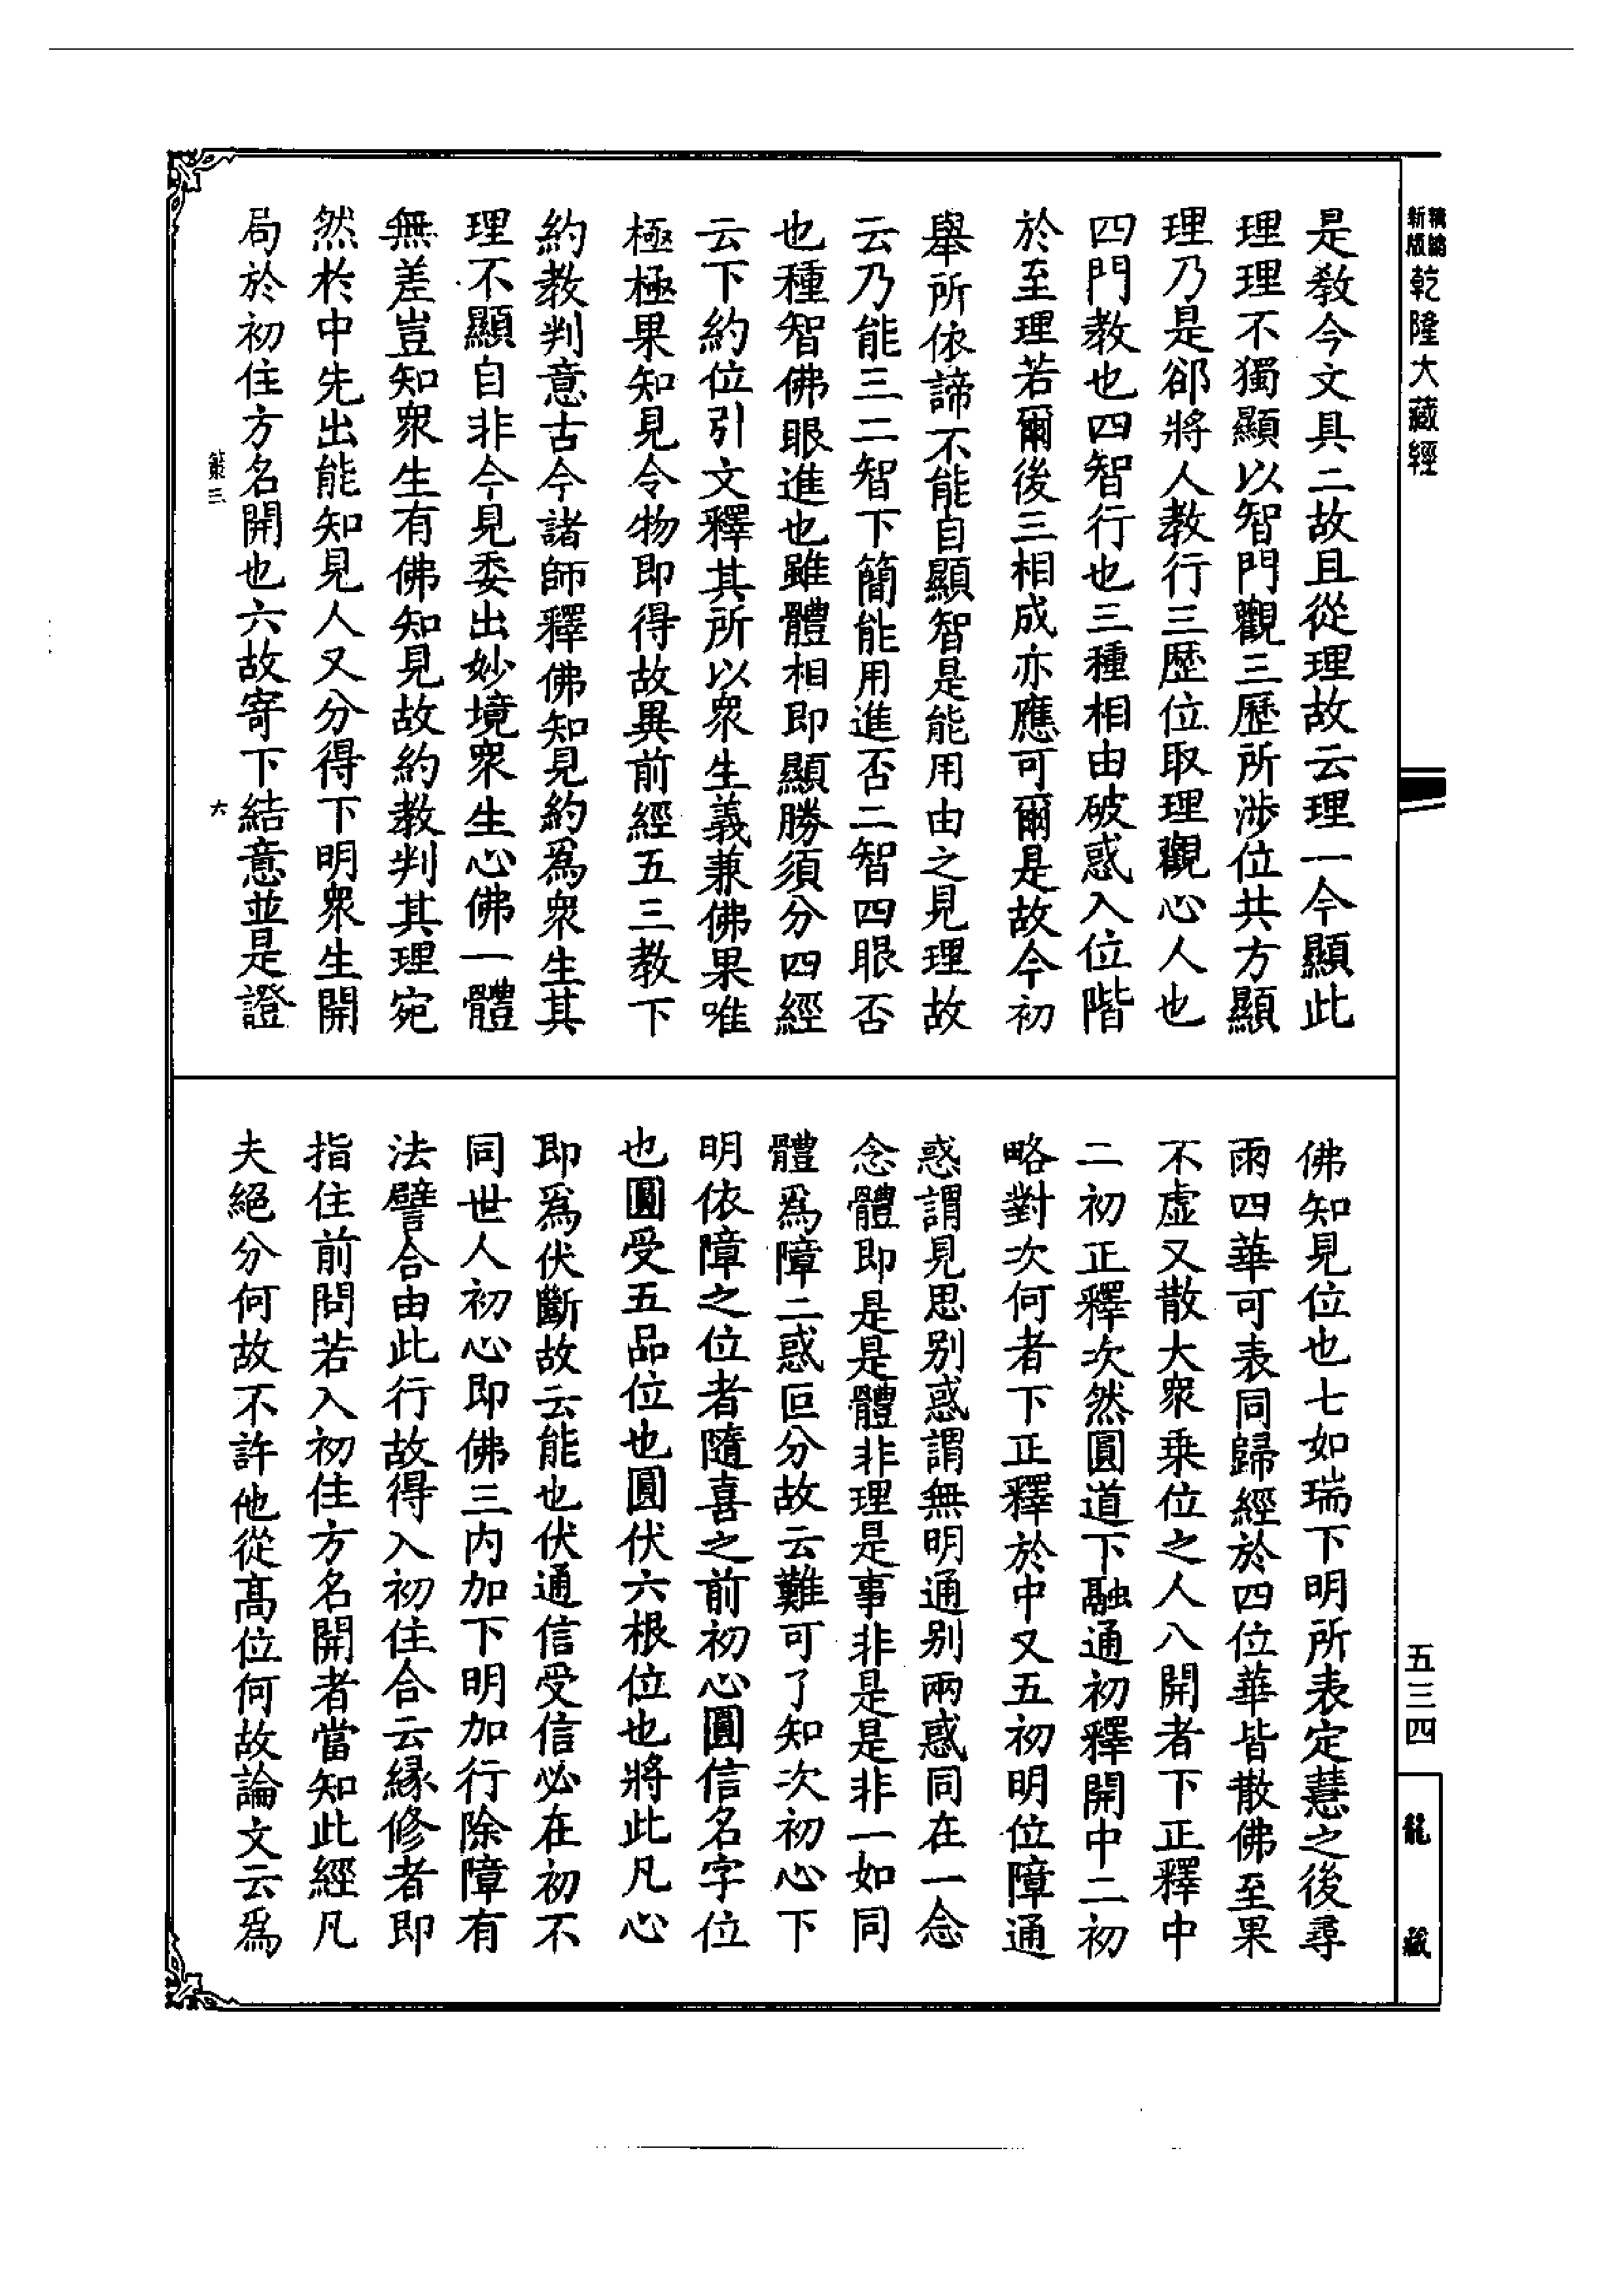 新編縮版 乾隆大藏經
是教今文具二故且從理故云理一今顯此
理理不獨顯以智門觀三歷所涉位共方顯
理乃是郤將人教行三歷位取理觀心人也
四門教也四智行也三種相由破惑入位階
於至理若爾後三相成亦應可爾是故今初
舉所依諦不能自顯智是能用由之見理故
云乃能三二智下簡能用進否二智四眼否
也種智佛眼進也雖體相即顯勝須分四經
云下約位引文釋其所以衆生義兼佛果唯
極極果知見令物即得故異前經五三教下
約教判意古今諸師釋佛知見約爲衆生其
理不顯自非今見委出妙境衆生心佛一體
無差豈知衆生有佛知見故約教判其理宛
然於中先出能知見人又分得下明衆生開
局於初住方名開也六故寄下結意並是證
策三 六
佛知見位也七如瑞下明所表定慧之後尋
雨四華可表同歸經於四位華皆散佛至果
不虛又散大衆乗位之人八開者下正釋中
二初正釋次然圓道下融通初釋開中二初
略對次何者下正釋於中又五初明位障通
惑謂見思别惑謂無明通别兩惑同在一念
念體即是是體非理是事非是是非一如同
體爲障二惑叵分故云難可了知次初心下
明依障之位者隨喜之前初心圓信名字位
也圓受五品位也圓伏六根位也將此凡心
即爲伏斷故云能也伏通信受信必在初不
同世人初心即佛三内加下明加行除障有
法譬合由此行故得入初住合云緣修者即
指住前問若入初住方名開者當知此經凡
夫絕分何故不許他從髙位何故論文云爲
五三四
龍藏